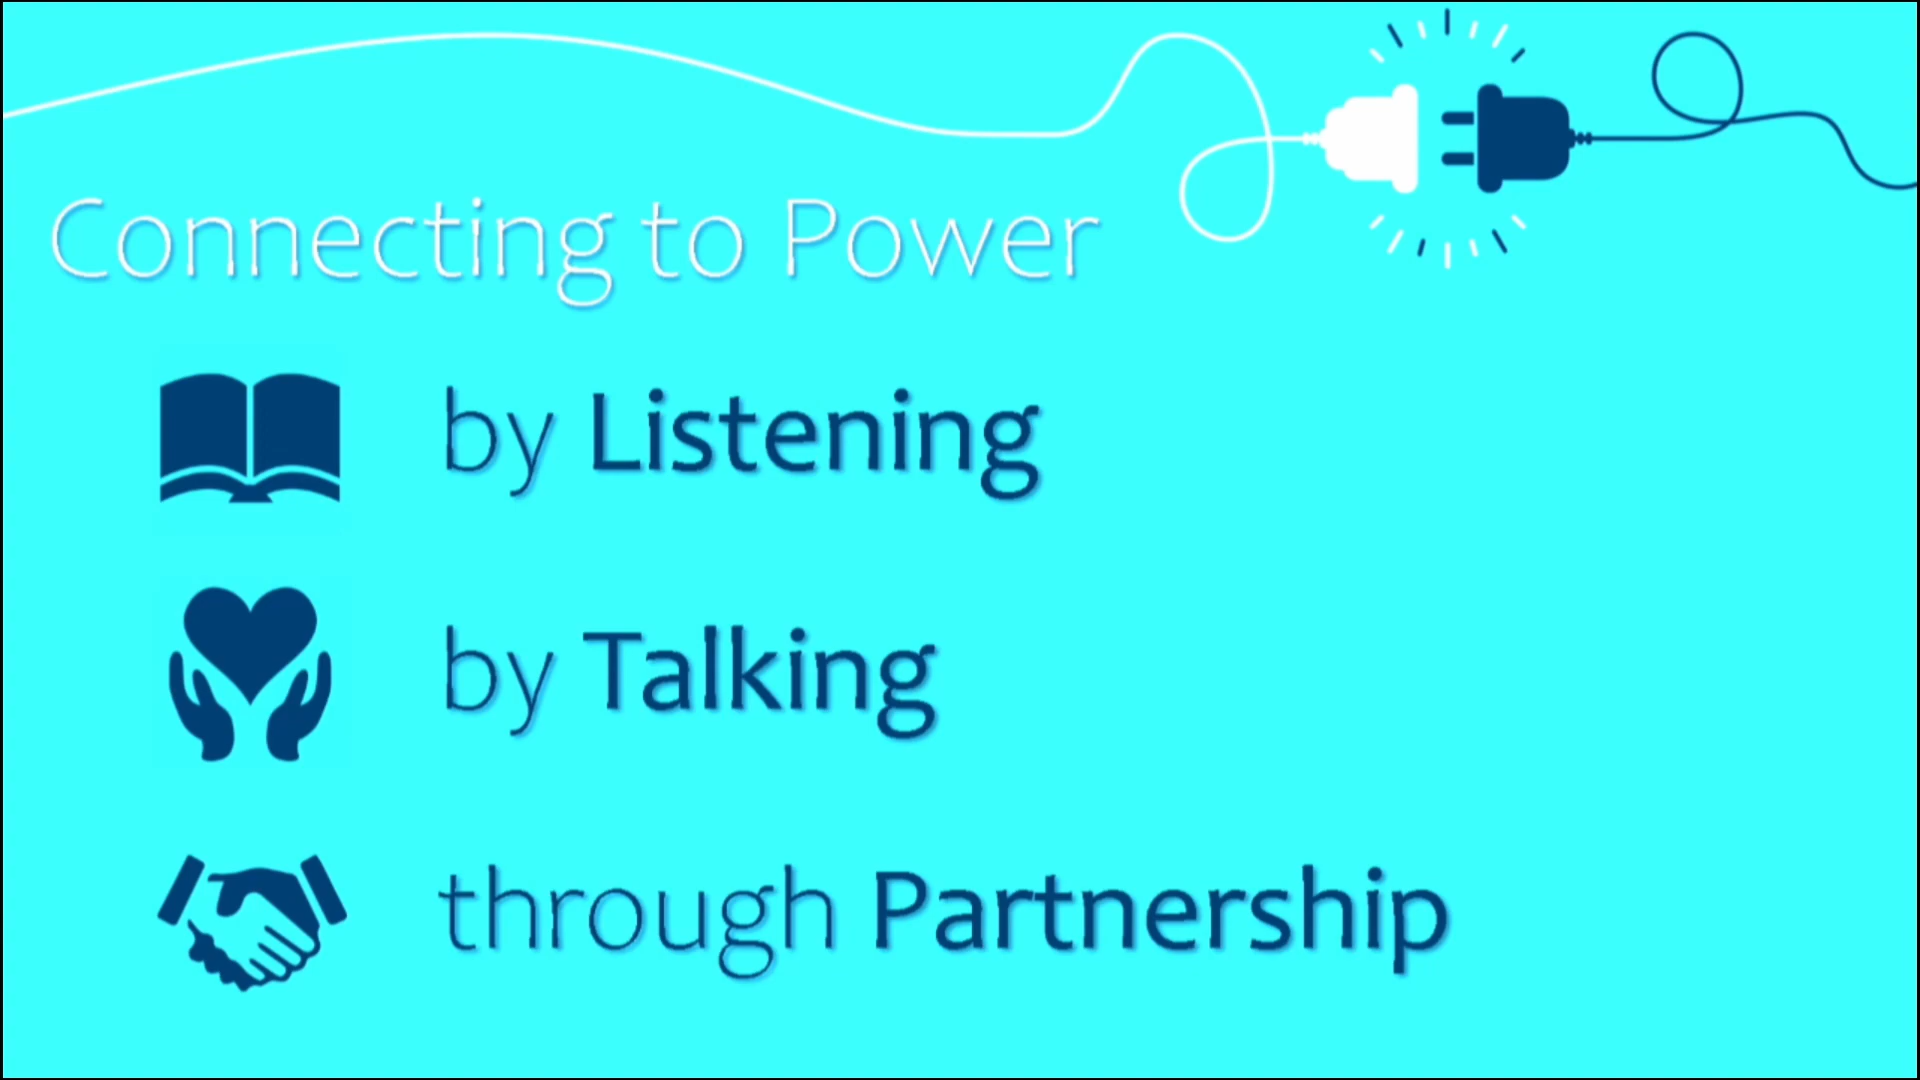 Connecting to Power
by Listening
by Talking
through Partnership